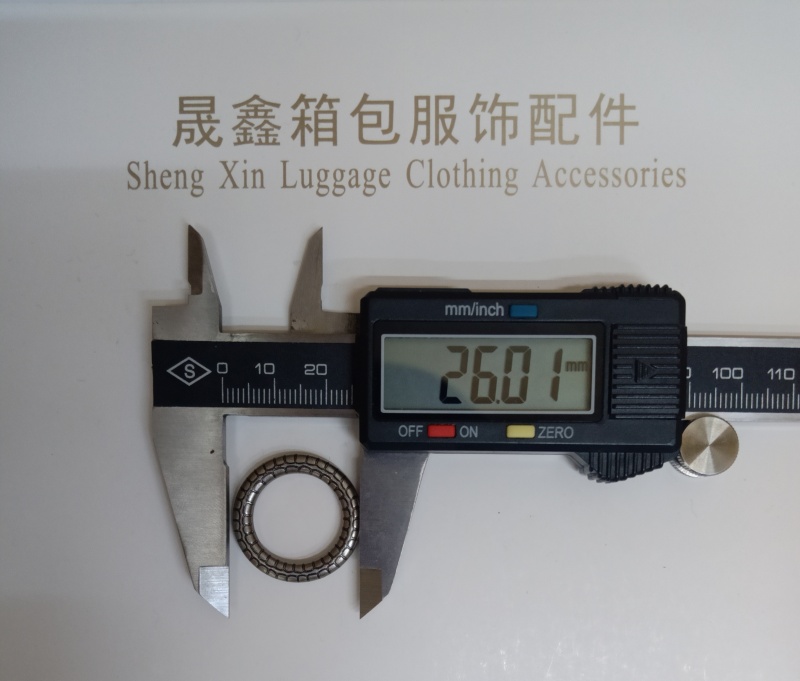 晟鑫箱包服饰配件
Sheng Xin Luggage Clothing Accessories
mm/inch
S 0 10 20
26.01 mm
100 110
OFF ON ZERO